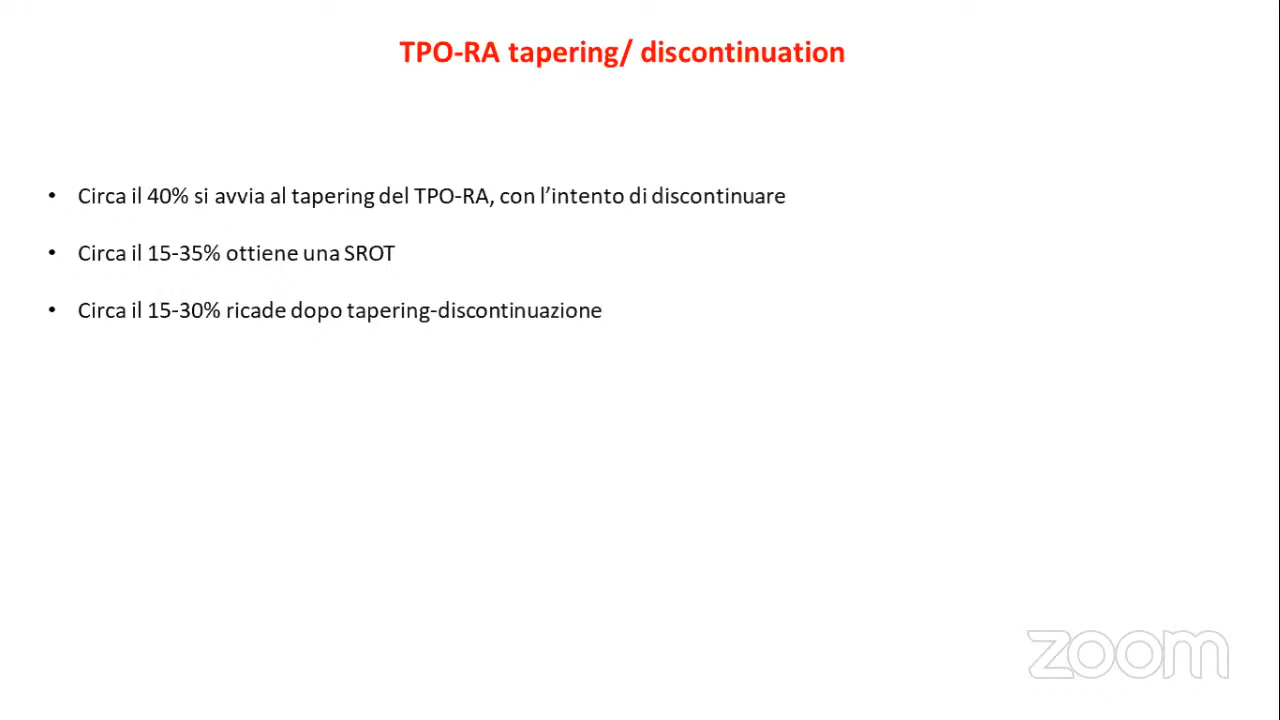 TPO-RA tapering/ discontinuation
• Circa il 40% si avvia al tapering del TPO-RA, con l’intento di discontinuare
• Circa il 15-35% ottiene una SROT
• Circa il 15-30% ricade dopo tapering-discontinuazione
zoom